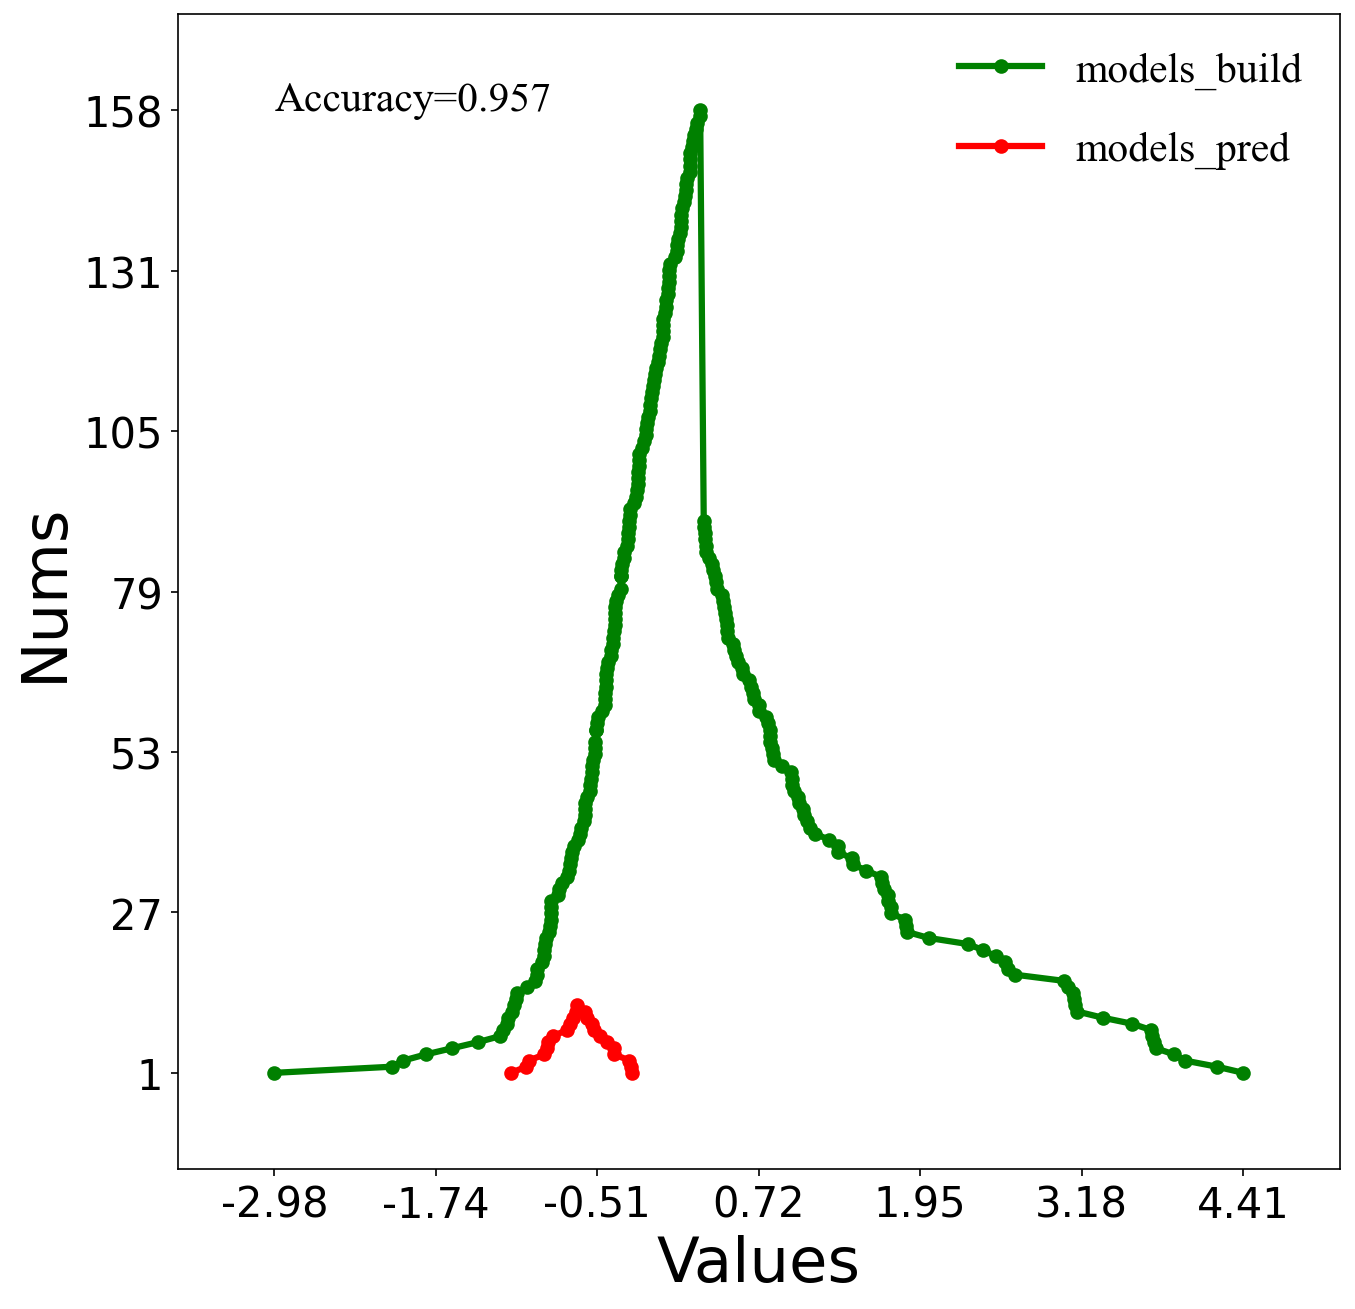 Accuracy=0.957
models_build
models_pred
158
131
105
79
53
27
1
Nums
-2.98 -1.74 -0.51 0.72 1.95 3.18 4.41
Values